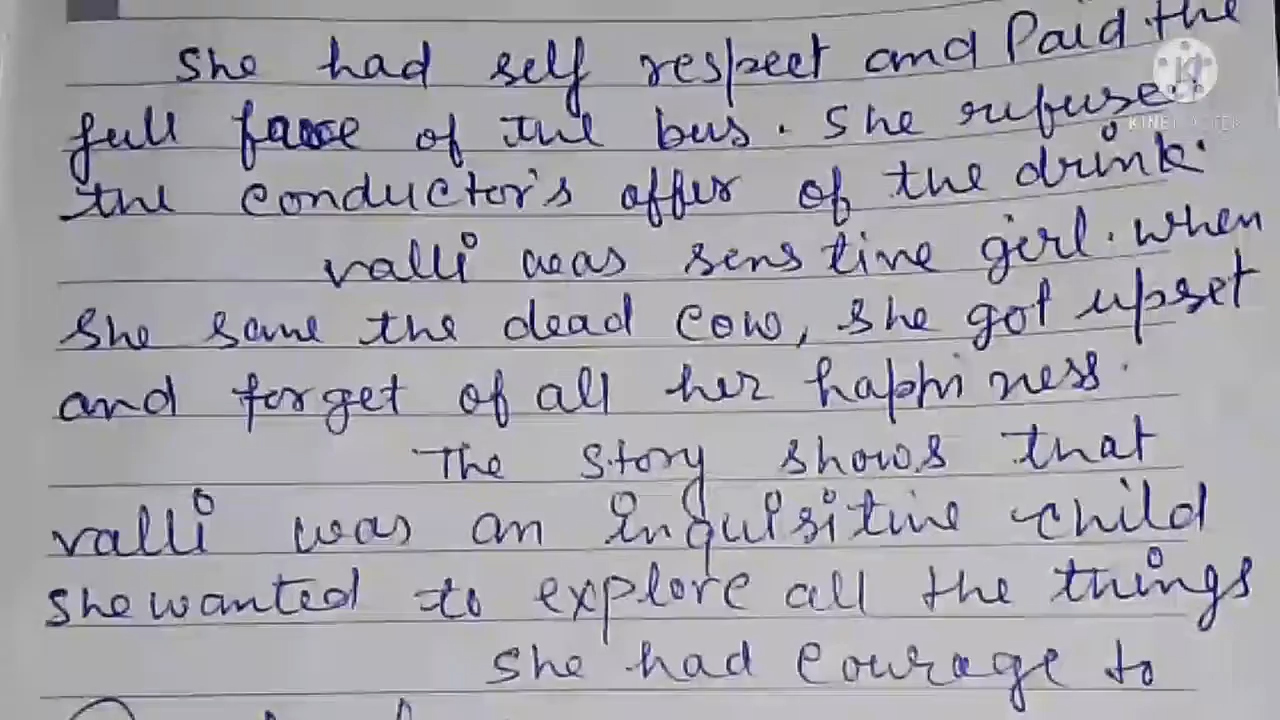 She had self respect and Paid the
full fare of the bus. She refused
the conductor's offer of the drink.
valli was sensitive girl. when
She saw the dead cow, she got upset
and forget of all her happiness.
The story shows that
valli was an inquisitive child
she wanted to explore all the things
She had courage to